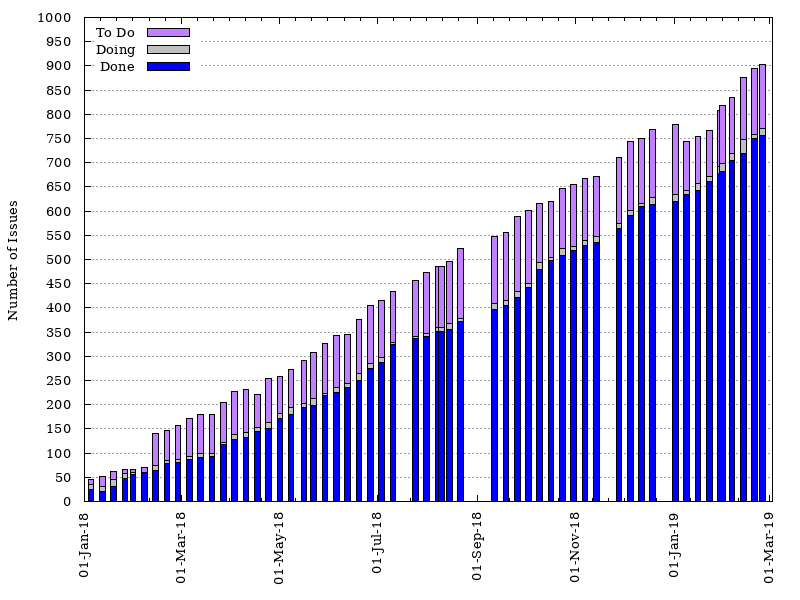 1000
950
900
850
800
750
700
650
600
550
500
450
400
350
300
250
200
150
100
50
0
Number of Issues
To Do
Doing
Done
01-Jan-18
01-Mar-18
01-May-18
01-Jul-18
01-Sep-18
01-Nov-18
01-Jan-19
01-Mar-19